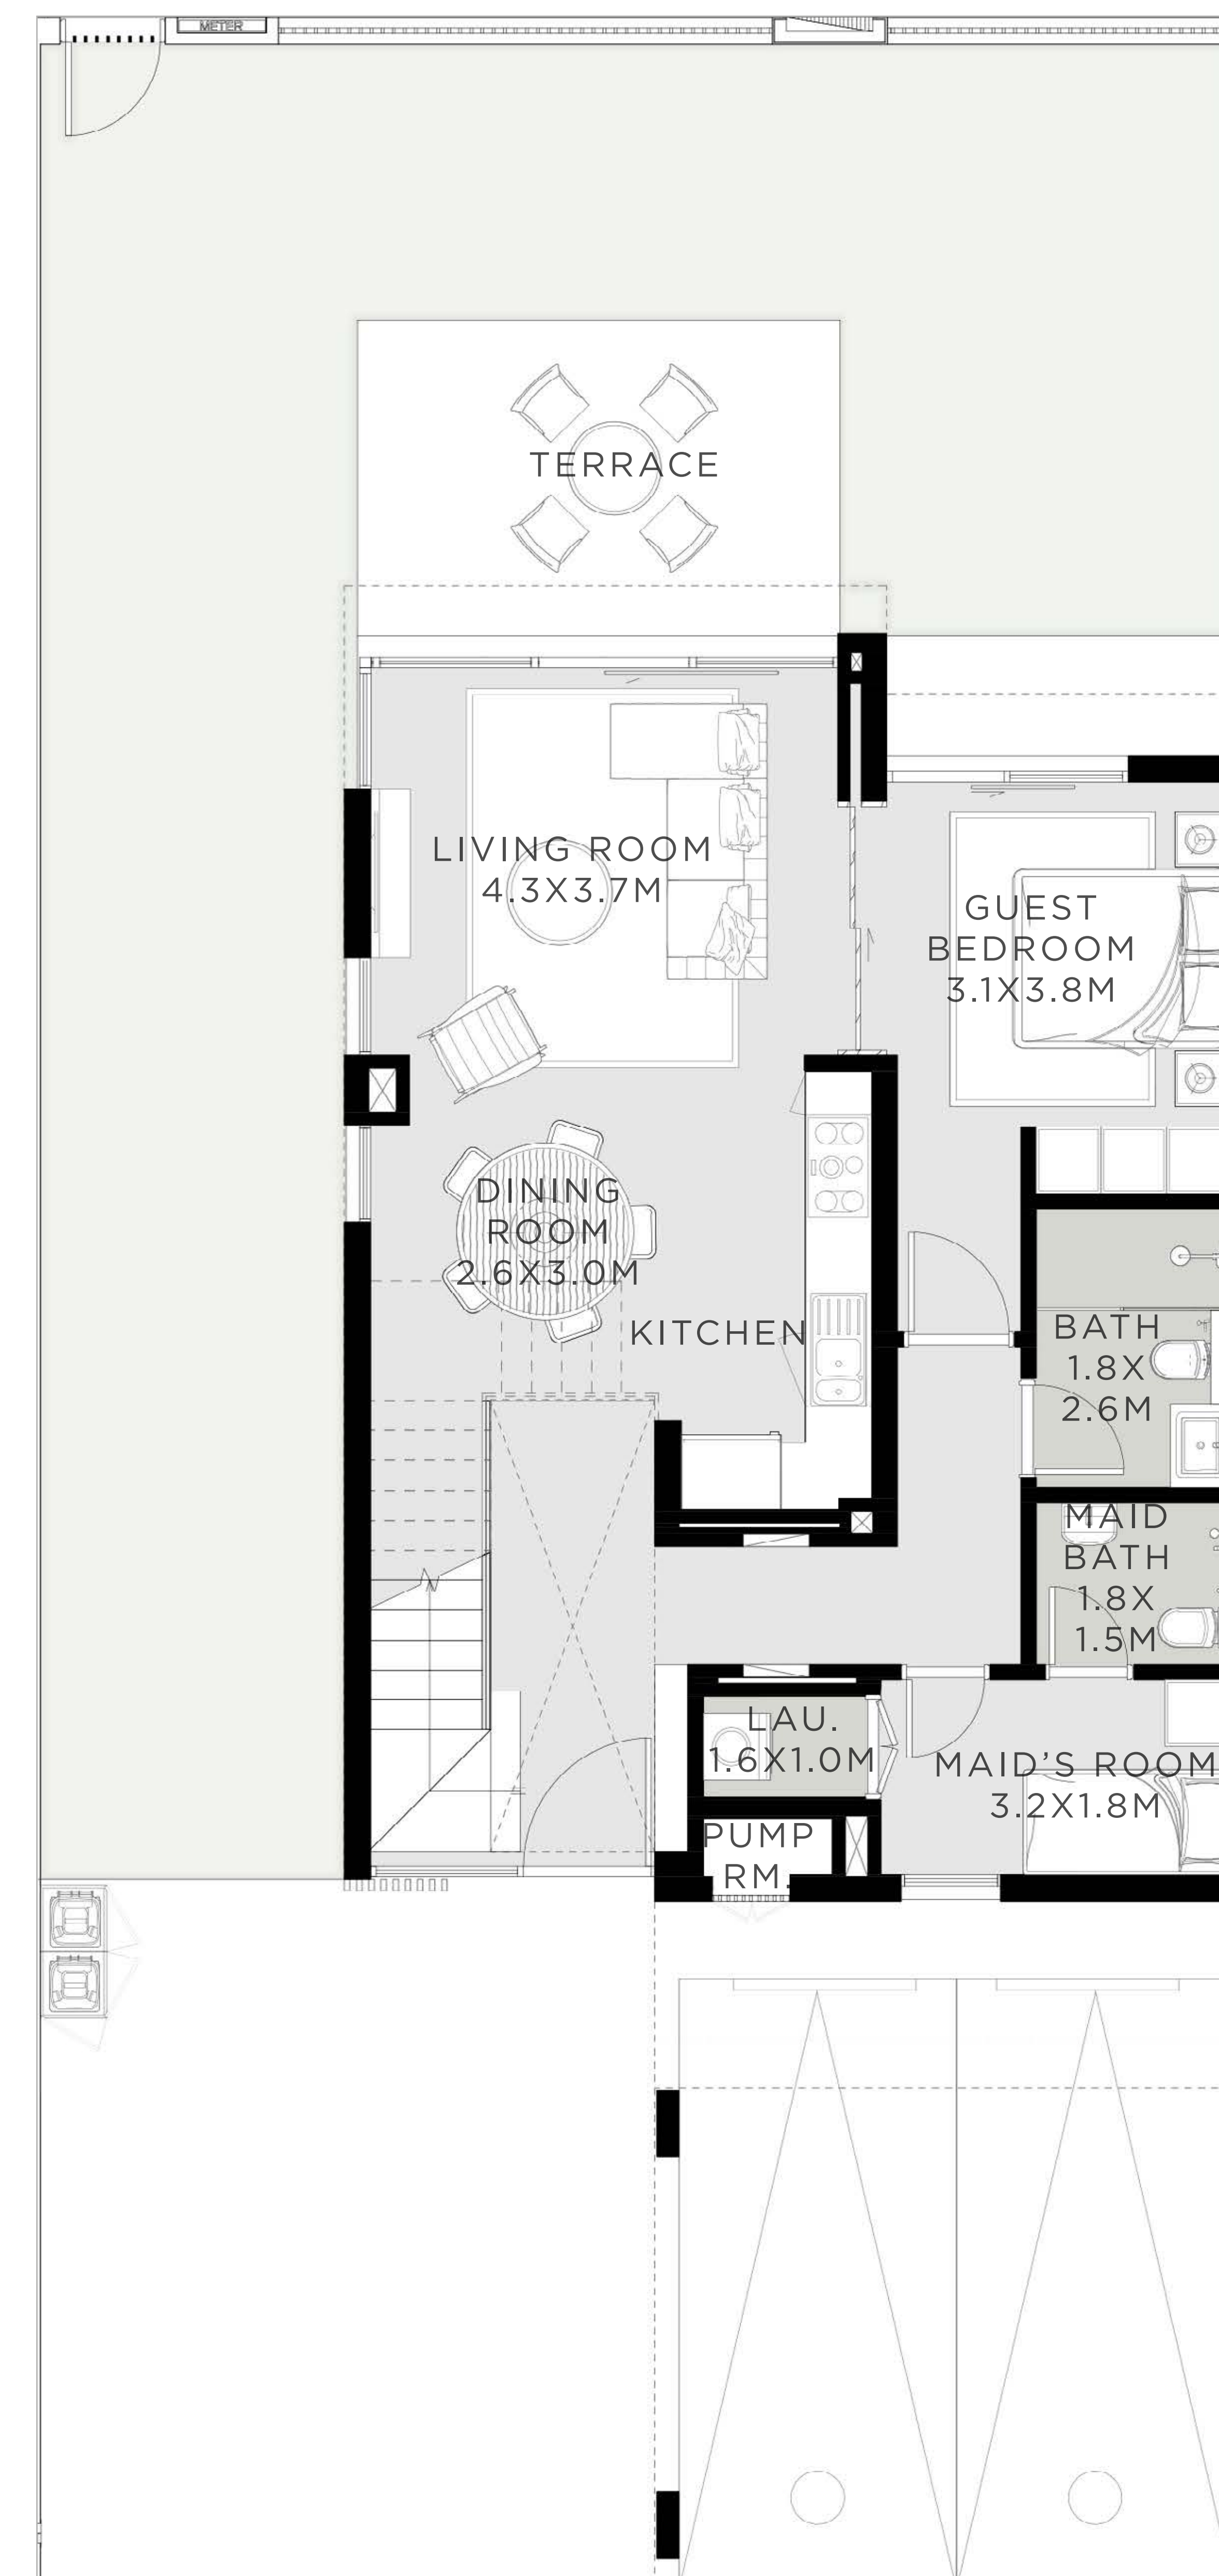 METER
TERRACE
LIVING ROOM
4.3X3.7M
GUEST
BEDROOM
3.1X3.8M
DINING
ROOM
2.6X3.0M
KITCHEN
BATH
1.8X
2.6M
MAID
BATH
1.8X
1.5M
LAU.
1.6X1.0M
MAID'S ROOM
3.2X1.8M
PUMP
RM.